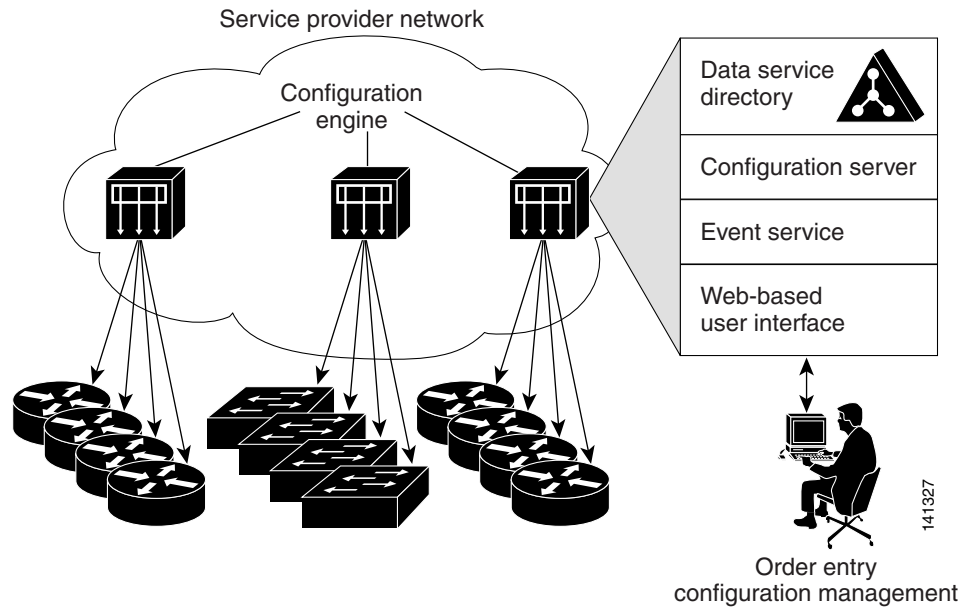 Service provider network
Configuration
engine
Data service
directory
Configuration server
Event service
Web-based
user interface
141327
Order entry
configuration management